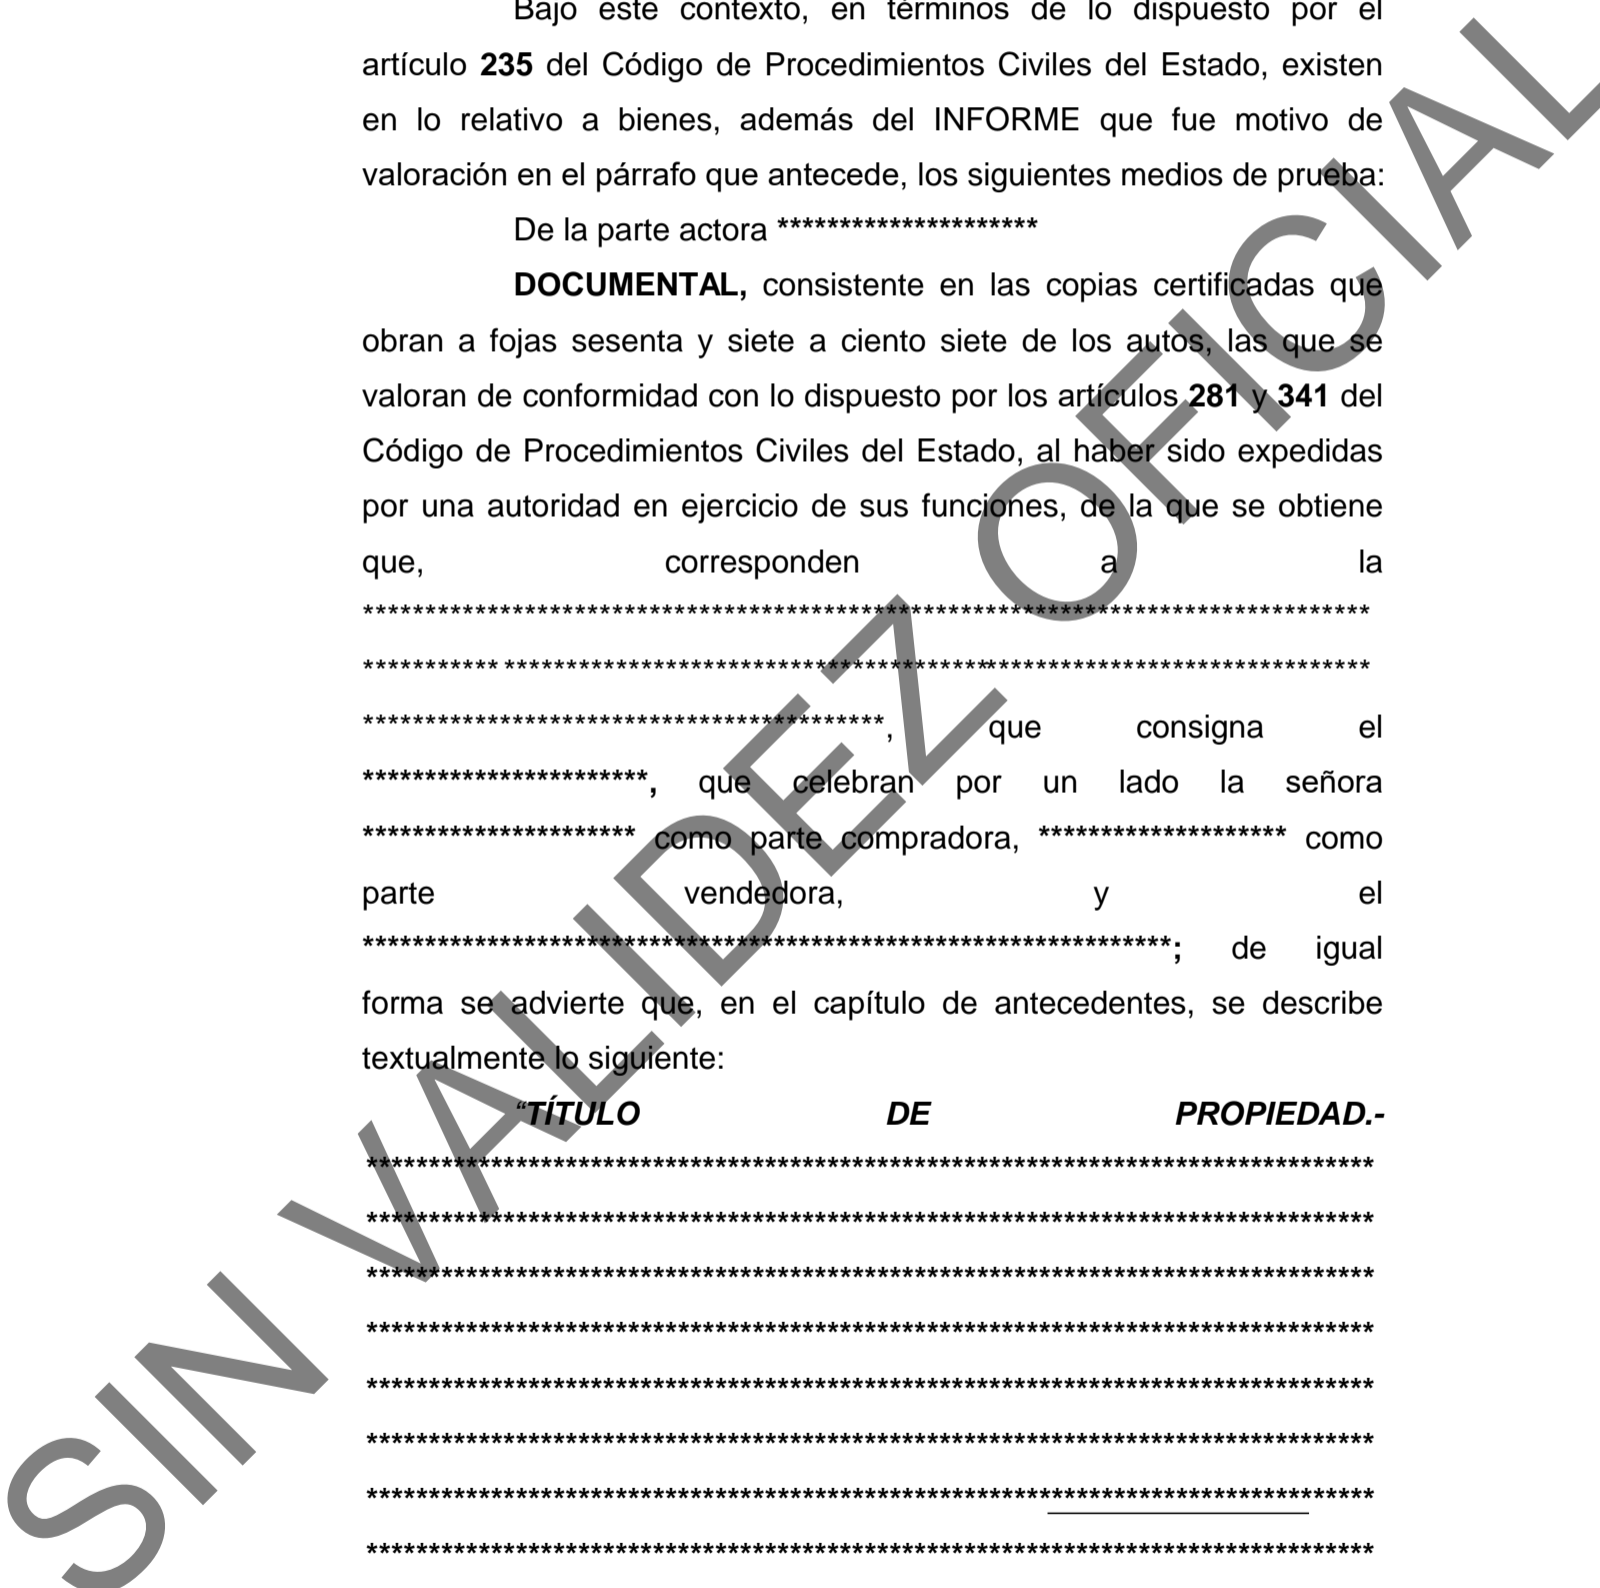 Bajo este contexto, en términos de lo dispuesto por el
artículo 235 del Código de Procedimientos Civiles del Estado, existen
en lo relativo a bienes, además del INFORME que fue motivo de
valoración en el párrafo que antecede, los siguientes medios de prueba:
De la parte actora *********************
DOCUMENTAL, consistente en las copias certificadas que
obran a fojas sesenta y siete a ciento siete de los autos, las que se
valoran de conformidad con lo dispuesto por los artículos 281 y 341 del
Código de Procedimientos Civiles del Estado, al haber sido expedidas
por una autoridad en ejercicio de sus funciones, de la que se obtiene
que, corresponden a la
*********************************************************************************
*********** **********************************************************************
******************************************, que consigna el
***********************, que celebran por un lado la señora
********************** como parte compradora, ******************** como
parte vendedora, y el
*****************************************************************; de igual
forma se advierte que, en el capítulo de antecedentes, se describe
textualmente lo siguiente:
“TÍTULO DE PROPIEDAD.-
*********************************************************************************
*********************************************************************************
*********************************************************************************
*********************************************************************************
*********************************************************************************
*********************************************************************************
*********************************************************************************
*********************************************************************************
SIN VALIDEZ OFICIAL